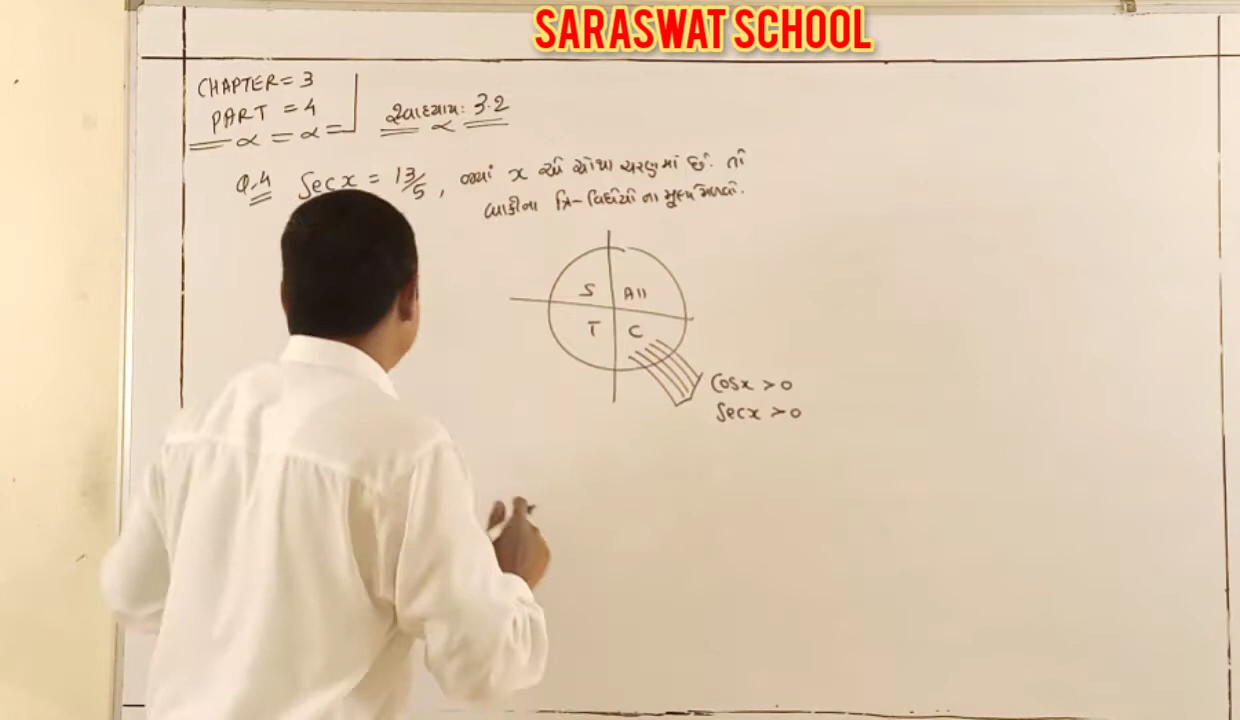 SARASWAT SCHOOL
CHAPTER = 3
PART = 4
સ્વાધ્યાય: 3.2
Q.4 Secx = 13/5, જ્યાં x એ ચોથા ચરણમાં છે. તો
બાકીના ત્રિ-વિધેયો ના મૂલ્ય મેળવો.
S All
T C
Cosx > 0
Secx > 0